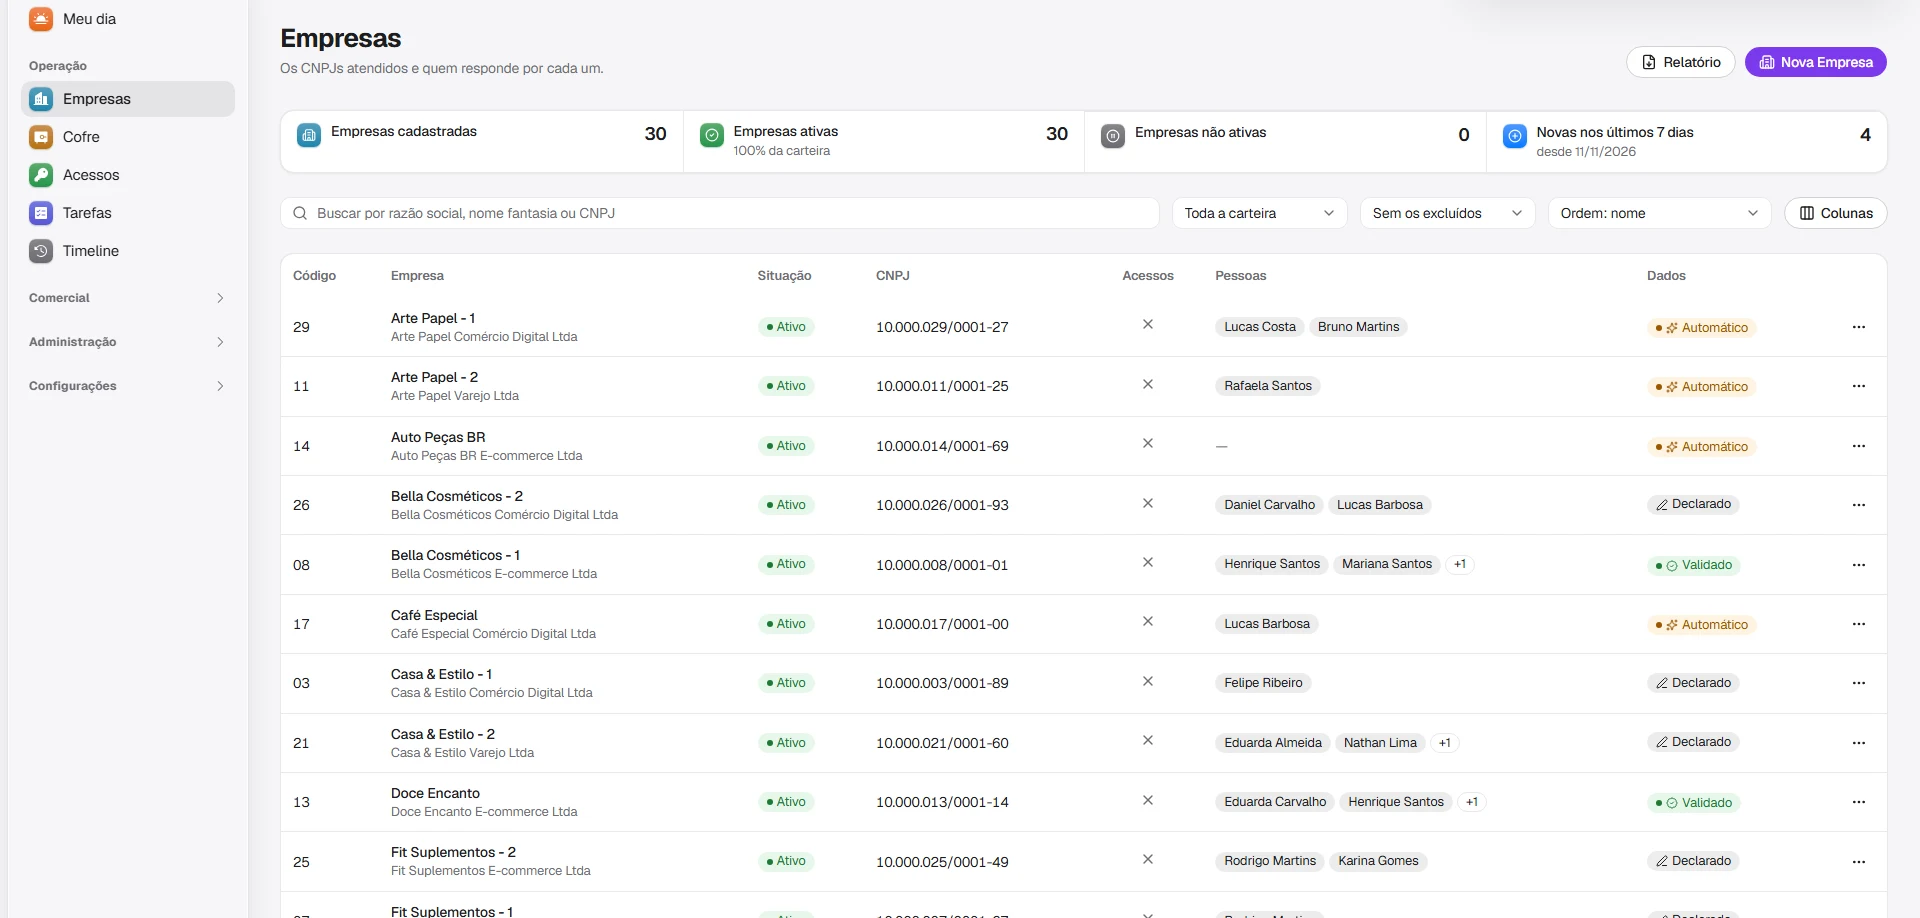 Meu dia
Operação
Empresas
Cofre
Acessos
Tarefas
Timeline
Comercial
Administração
Configurações
Empresas
Os CNPJs atendidos e quem responde por cada um.
Relatório
Nova Empresa
Empresas cadastradas 30
Empresas ativas 30
100% da carteira
Empresas não ativas 0
Novas nos últimos 7 dias 4
desde 11/11/2026
Buscar por razão social, nome fantasia ou CNPJ
Toda a carteira
Sem os excluídos
Ordem: nome
Colunas
Código Empresa Situação CNPJ Acessos Pessoas Dados
29 Arte Papel - 1 Ativo 10.000.029/0001-27 Lucas Costa Bruno Martins Automático
Arte Papel Comércio Digital Ltda
11 Arte Papel - 2 Ativo 10.000.011/0001-25 Rafaela Santos Automático
Arte Papel Varejo Ltda
14 Auto Peças BR Ativo 10.000.014/0001-69 — Automático
Auto Peças BR E-commerce Ltda
26 Bella Cosméticos - 2 Ativo 10.000.026/0001-93 Daniel Carvalho Lucas Barbosa Declarado
Bella Cosméticos Comércio Digital Ltda
08 Bella Cosméticos - 1 Ativo 10.000.008/0001-01 Henrique Santos Mariana Santos +1 Validado
Bella Cosméticos E-commerce Ltda
17 Café Especial Ativo 10.000.017/0001-00 Lucas Barbosa Automático
Café Especial Comércio Digital Ltda
03 Casa & Estilo - 1 Ativo 10.000.003/0001-89 Felipe Ribeiro Declarado
Casa & Estilo Comércio Digital Ltda
21 Casa & Estilo - 2 Ativo 10.000.021/0001-60 Eduarda Almeida Nathan Lima +1 Declarado
Casa & Estilo Varejo Ltda
13 Doce Encanto Ativo 10.000.013/0001-14 Eduarda Carvalho Henrique Santos +1 Validado
Doce Encanto E-commerce Ltda
25 Fit Suplementos - 2 Ativo 10.000.025/0001-49 Rodrigo Martins Karina Gomes Declarado
Fit Suplementos E-commerce Ltda
Fit Suplementos - 1